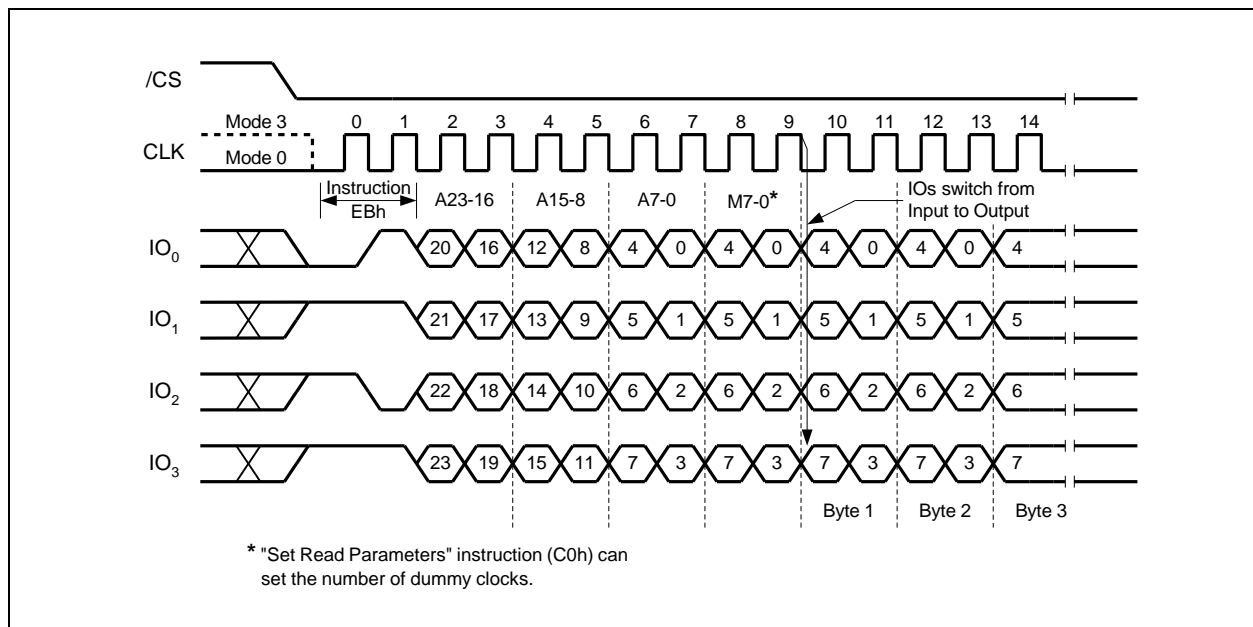 /CS
Mode 3 0 1 2 3 4 5 6 7 8 9 10 11 12 13 14
CLK Mode 0
Instruction
EBh
A23-16 A15-8 A7-0 M7-0*
IOs switch from
Input to Output
IO0 20 16 12 8 4 0 4 0 4 0 4 0 4
IO1 21 17 13 9 5 1 5 1 5 1 5 1 5
IO2 22 18 14 10 6 2 6 2 6 2 6 2 6
IO3 23 19 15 11 7 3 7 3 7 3 7 3 7
Byte 1 Byte 2 Byte 3
* "Set Read Parameters" instruction (C0h) can
set the number of dummy clocks.